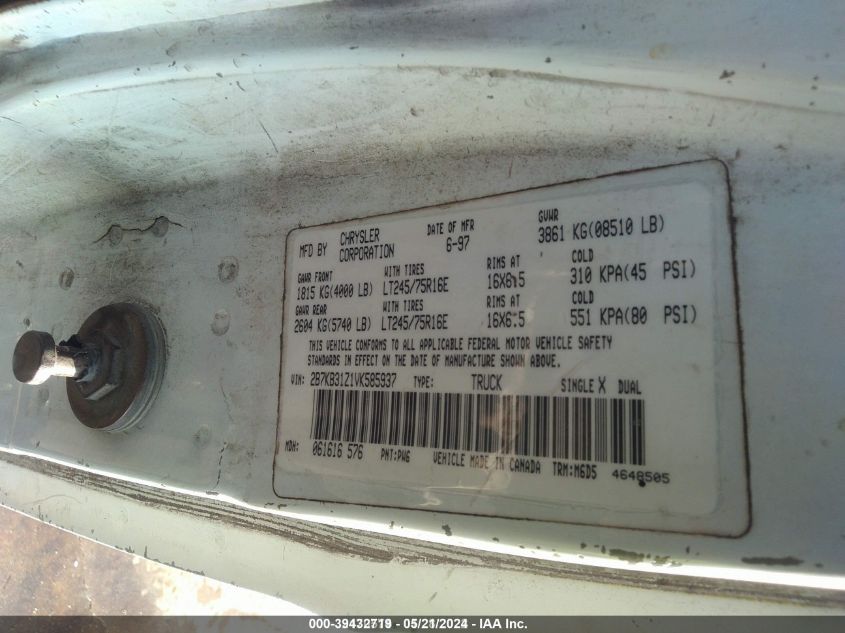 MFD BY CHRYSLER CORPORATION DATE OF MFR 6-97 GVWR 3861 KG(08510 LB)
GAWR FRONT WITH TIRES RIMS AT COLD
1815 KG(4000 LB) LT245/75R16E 16X6.5 310 KPA(45 PSI)
GAWR REAR WITH TIRES RIMS AT COLD
2604 KG(5740 LB) LT245/75R16E 16X6.5 551 KPA(80 PSI)
THIS VEHICLE CONFORMS TO ALL APPLICABLE FEDERAL MOTOR VEHICLE SAFETY
STANDARDS IN EFFECT ON THE DATE OF MANUFACTURE SHOWN ABOVE.
VIN: 2B7KB31Z1VK585937 TYPE: TRUCK SINGLE X DUAL
MDH: 061616 576 PNT:PW6 VEHICLE MADE IN CANADA TRM:M6D5 4648505
000-39432719 - 05/21/2024 - IAA Inc.